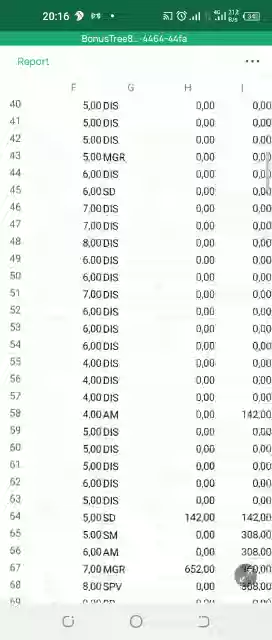 20:16
BonusTree8...-4464-44fa
Report ...
F G H I
40 5,00 DIS 0,00 0,00
41 5,00 DIS 0,00 0,00
42 5,00 DIS 0,00 0,00
43 5,00 MGR 0,00 0,00
44 6,00 DIS 0,00 0,00
45 6,00 SD 0,00 0,00
46 7,00 DIS 0,00 0,00
47 7,00 DIS 0,00 0,00
48 8,00 DIS 0,00 0,00
49 6,00 DIS 0,00 0,00
50 6,00 DIS 0,00 0,00
51 7,00 DIS 0,00 0,00
52 6,00 DIS 0,00 0,00
53 6,00 DIS 0,00 0,00
54 6,00 DIS 0,00 0,00
55 4,00 DIS 0,00 0,00
56 4,00 DIS 0,00 0,00
57 4,00 DIS 0,00 0,00
58 4,00 AM 0,00 142,00
59 5,00 DIS 0,00 0,00
60 5,00 DIS 0,00 0,00
61 5,00 DIS 0,00 0,00
62 6,00 DIS 0,00 0,00
63 5,00 DIS 0,00 0,00
64 5,00 SD 142,00 142,00
65 5,00 SM 0,00 308,00
66 6,00 AM 0,00 308,00
67 7,00 MGR 652,00
68 8,00 SPV 0,00 308,00
69